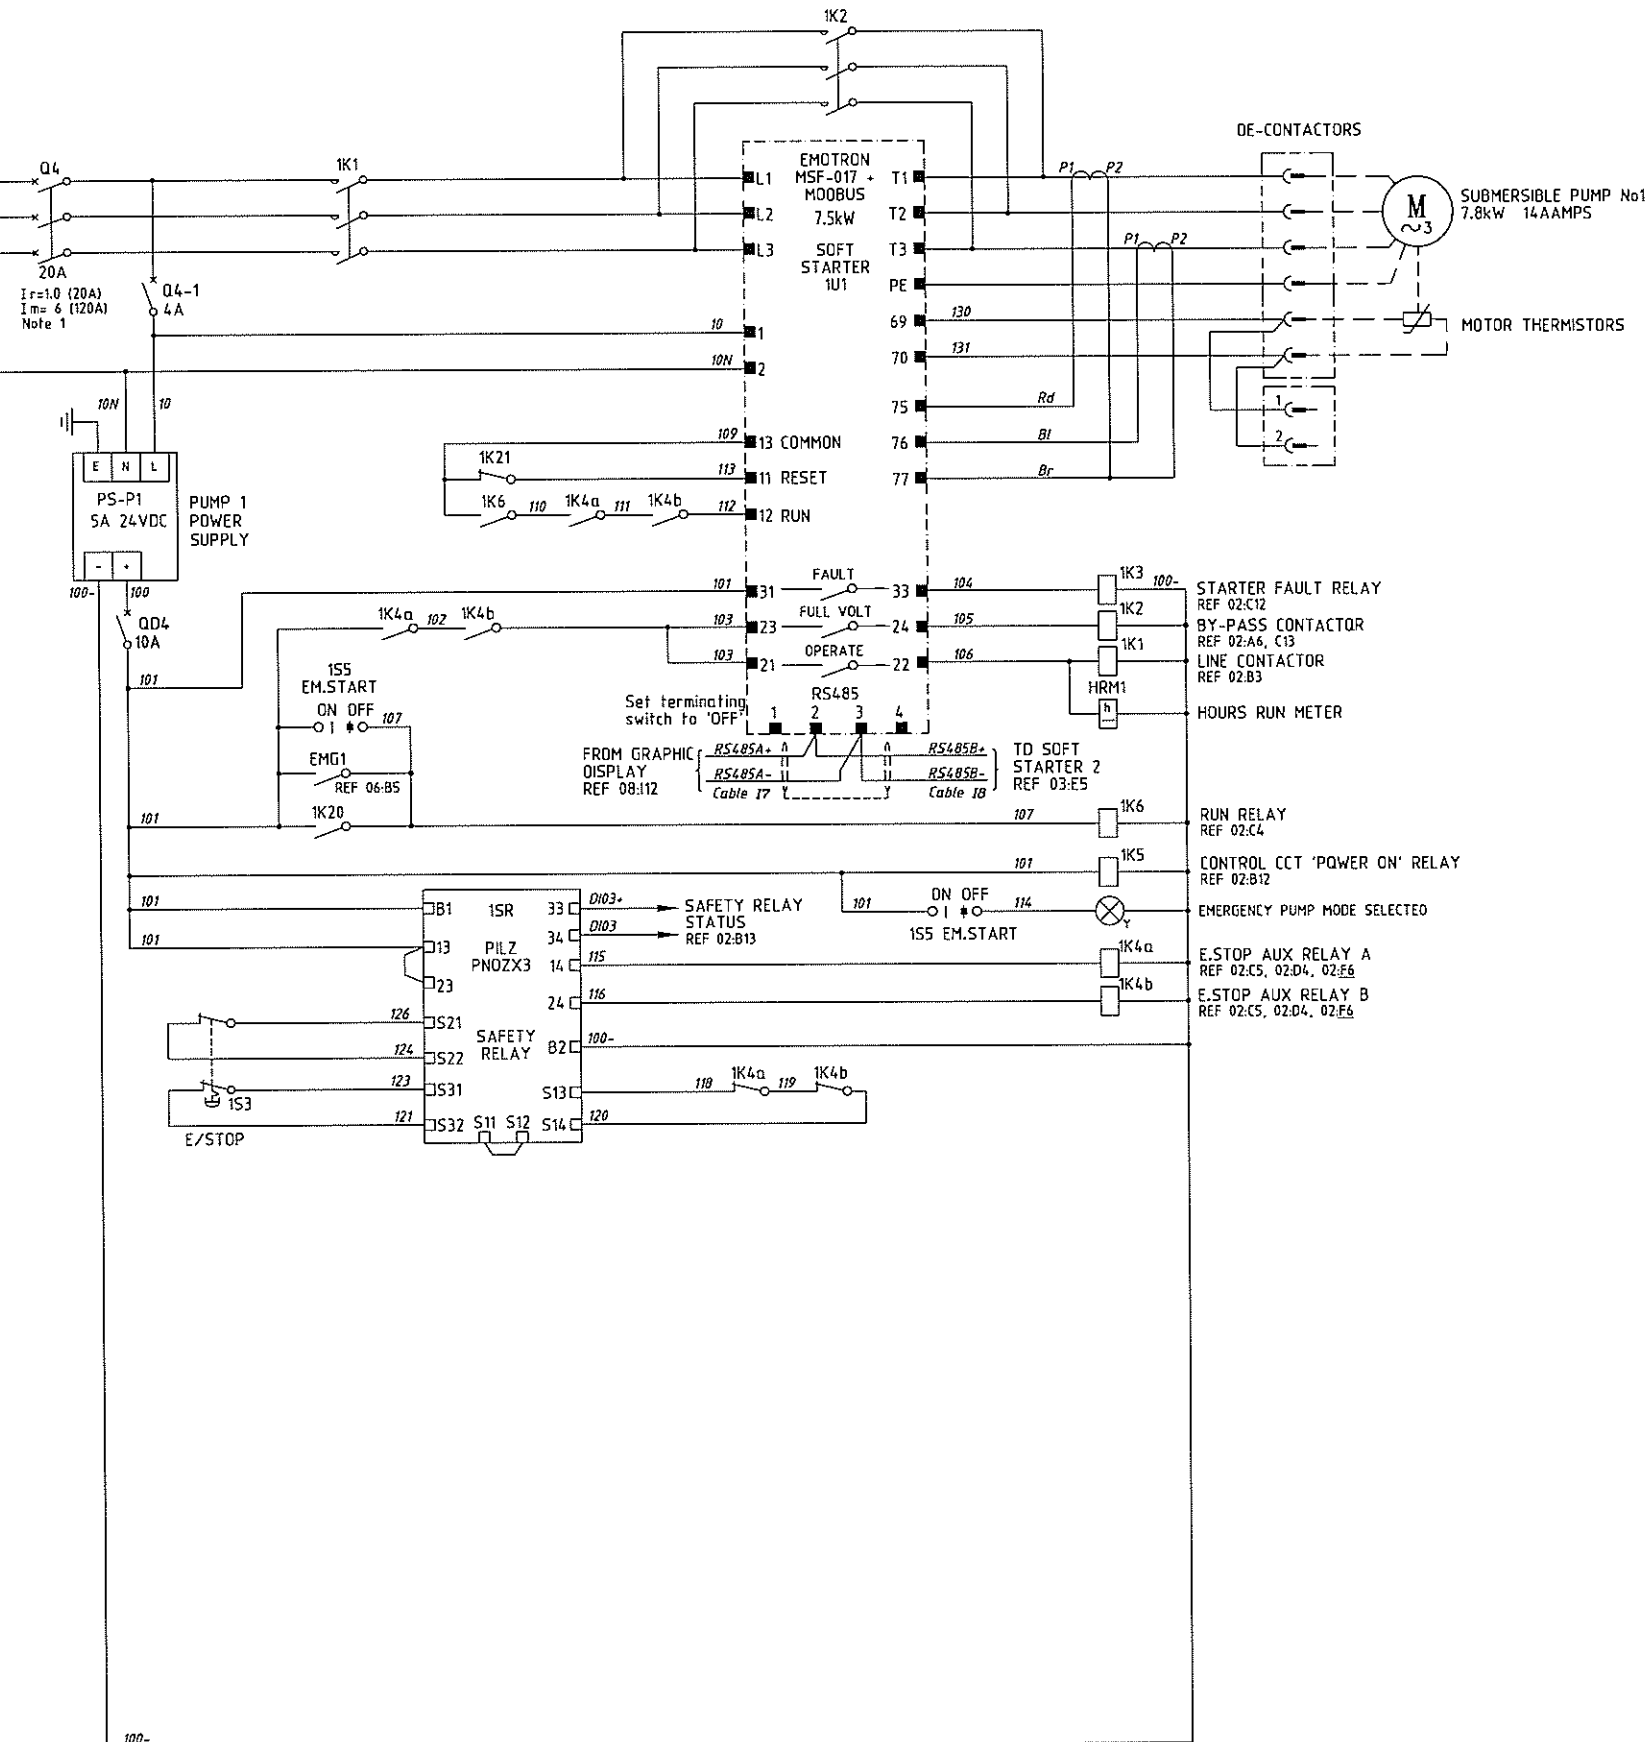 1K2
DE-CONTACTORS
Q4
1K1
EMOTRON
MSF-017 +
MODBUS
7.5kW
SOFT
STARTER
1U1
L1
L2
L3
T1
T2
T3
PE
P1 P2
P1 P2
M
~3
SUBMERSIBLE PUMP No1
7.8kW 14AAMPS
20A
Ir=1.0 (20A)
Im= 6 (120A)
Note 1
Q4-1
4A
10
1
69
130
MOTOR THERMISTORS
10N
2
70
131
10N
10
75
Rd
1
109
13 COMMON
76
Bl
2
E N L
1K21
113
11 RESET
77
Br
PS-P1
5A 24VDC
PUMP 1
POWER
SUPPLY
1K6
110
1K4a
111
1K4b
112
12 RUN
- +
100-
100
101
31
FAULT
33
104
1K3
100-
STARTER FAULT RELAY
REF 02:C12
QD4
10A
1K4a
102
1K4b
103
23
FULL VOLT
24
105
1K2
BY-PASS CONTACTOR
REF 02:A6, C13
103
21
OPERATE
22
106
1K1
LINE CONTACTOR
REF 02:B3
101
1S5
EM.START
ON OFF
107
HRM1
h
HOURS RUN METER
Set terminating
switch to 'OFF'
RS485
1 2 3 4
FROM GRAPHIC
DISPLAY
REF 08:I12
RS485A+
RS485A-
Cable I7
RS485B+
RS485B-
Cable I8
TO SOFT
STARTER 2
REF 03:E5
EMG1
REF 06:B5
101
1K20
107
1K6
RUN RELAY
REF 02:C4
101
1K5
CONTROL CCT 'POWER ON' RELAY
REF 02:B12
101
B1
1SR
33
DI03+
SAFETY RELAY
STATUS
REF 02:B13
34
DI03
101
ON OFF
1S5 EM.START
114
Y
EMERGENCY PUMP MODE SELECTED
101
13
PILZ
PNOZX3
14
115
1K4a
E.STOP AUX RELAY A
REF 02:C5, 02:D4, 02:F6
23
24
116
1K4b
E.STOP AUX RELAY B
REF 02:C5, 02:D4, 02:F6
126
S21
SAFETY
RELAY
B2
100-
124
S22
123
S31
S13
118
1K4a
119
1K4b
1S3
121
S32
S11 S12
S14
120
E/STOP
100-